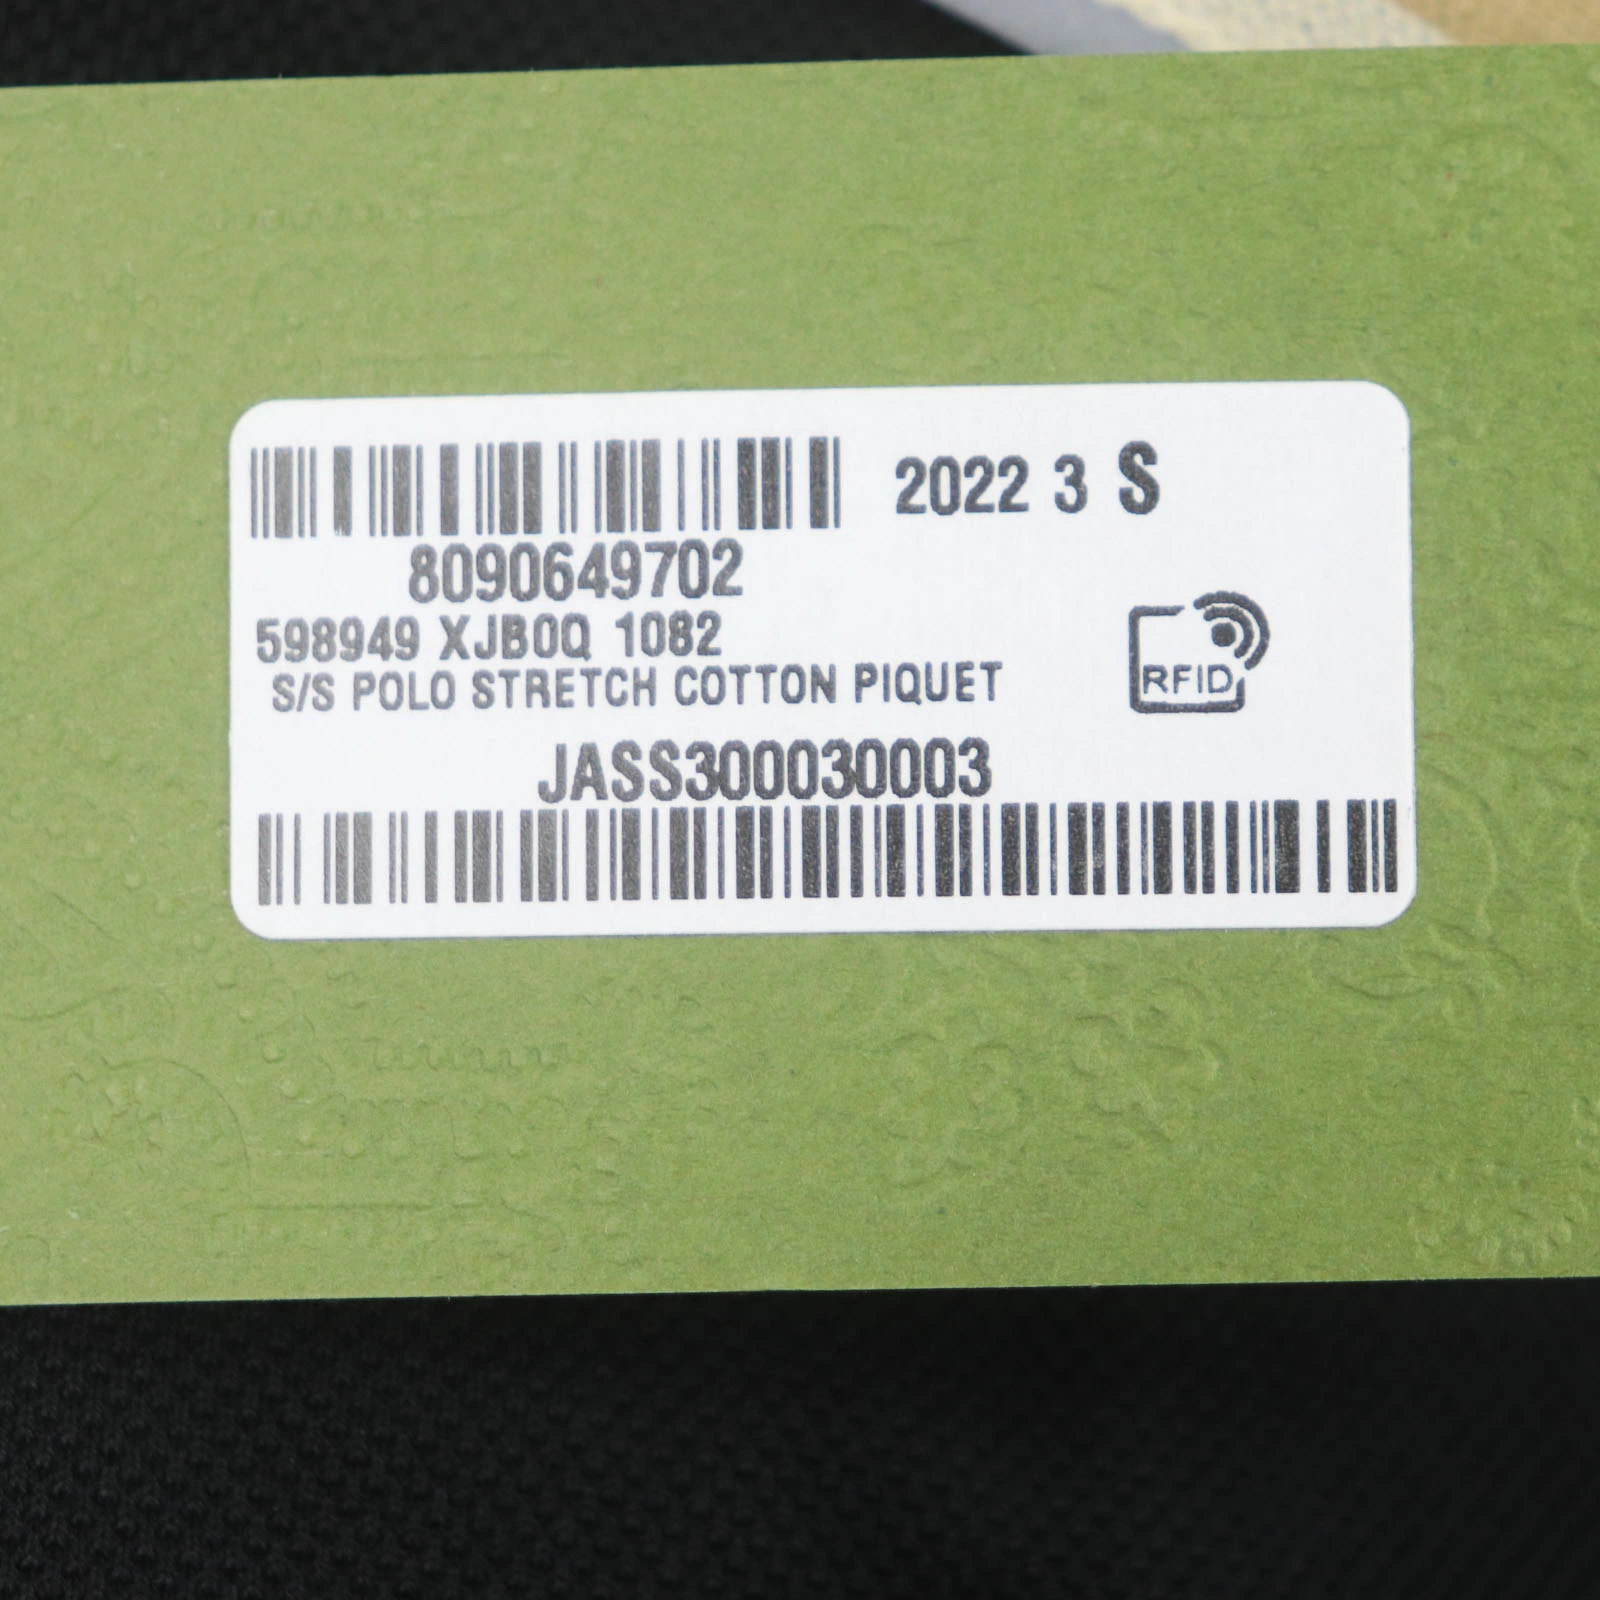 2022 3 S
8090649702
598949 XJB0Q 1082
S/S POLO STRETCH COTTON PIQUET
RFID
JASS300030003